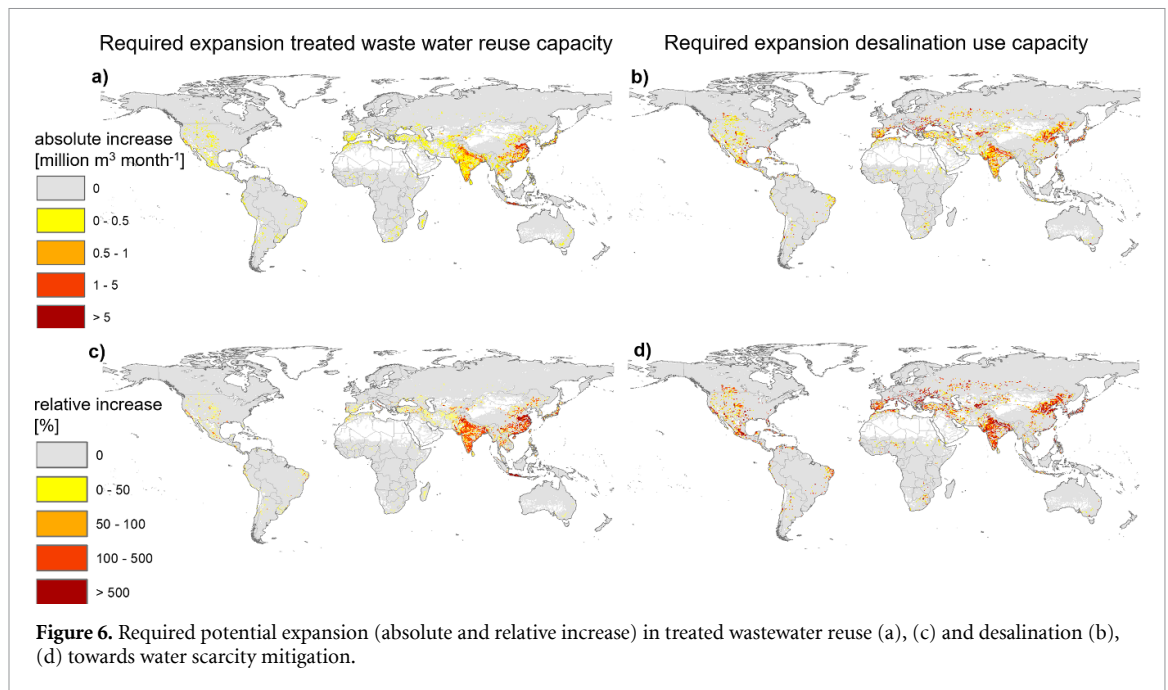 Required expansion treated waste water reuse capacity
Required expansion desalination use capacity
a)
b)
absolute increase
[million m³ month⁻¹]
0
0 - 0.5
0.5 - 1
1 - 5
> 5
c)
d)
relative increase
[%]
0
0 - 50
50 - 100
100 - 500
> 500
Figure 6. Required potential expansion (absolute and relative increase) in treated wastewater reuse (a), (c) and desalination (b),
(d) towards water scarcity mitigation.